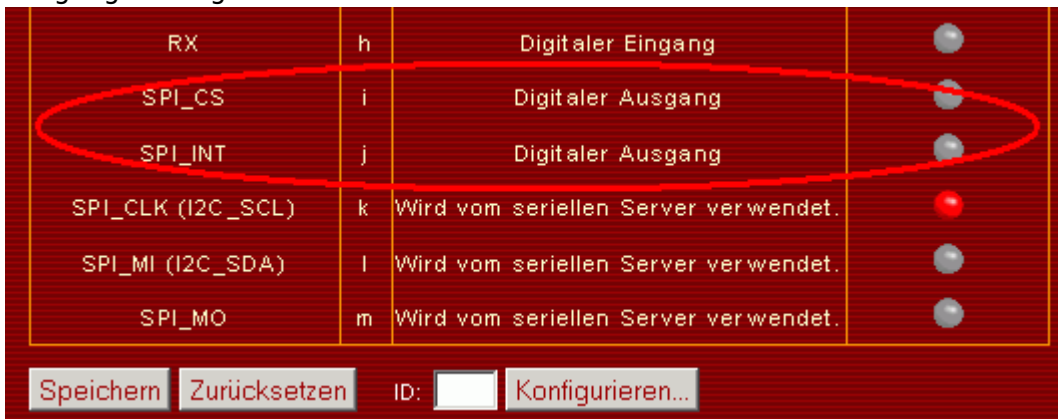 RX h Digitaler Eingang
SPI_CS i Digitaler Ausgang
SPI_INT j Digitaler Ausgang
SPI_CLK (I2C_SCL) k Wird vom seriellen Server verwendet.
SPI_MI (I2C_SDA) l Wird vom seriellen Server verwendet.
SPI_MO m Wird vom seriellen Server verwendet.
Speichern Zurücksetzen ID: Konfigurieren...